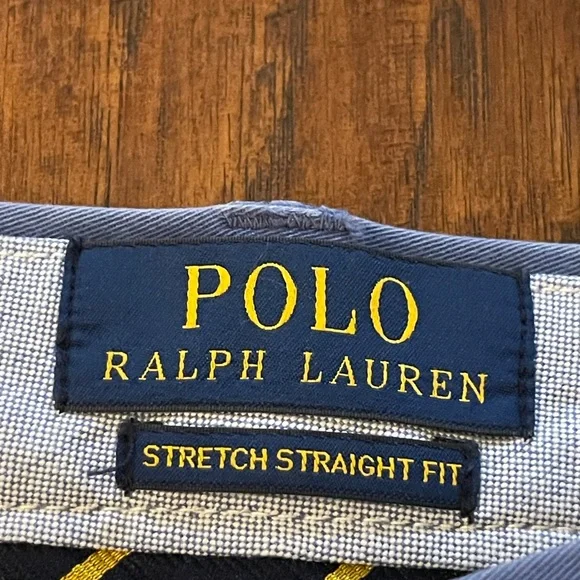 POLO
RALPH LAUREN
STRETCH STRAIGHT FIT